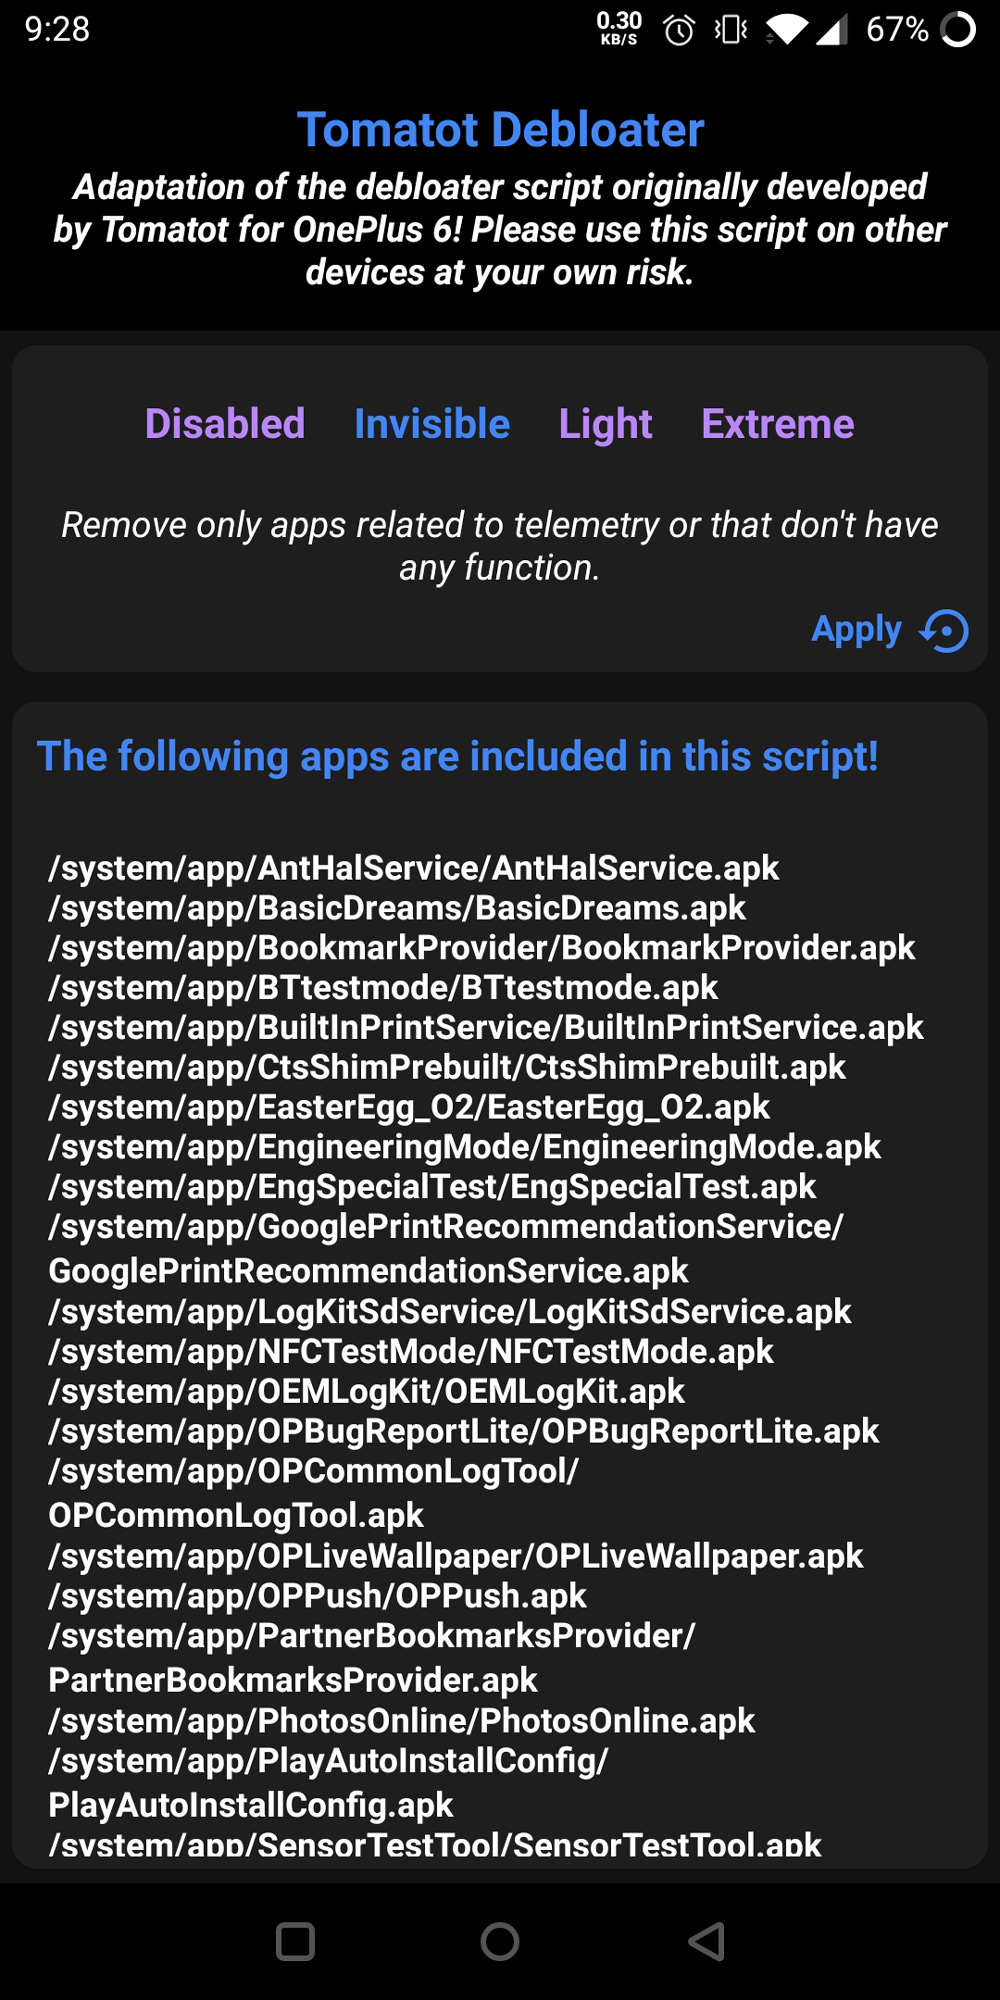 9:28
0.30
KB/S
67%
Tomatot Debloater
Adaptation of the debloater script originally developed
by Tomatot for OnePlus 6! Please use this script on other
devices at your own risk.
Disabled Invisible Light Extreme
Remove only apps related to telemetry or that don't have
any function.
Apply
The following apps are included in this script!
/system/app/AntHalService/AntHalService.apk
/system/app/BasicDreams/BasicDreams.apk
/system/app/BookmarkProvider/BookmarkProvider.apk
/system/app/BTtestmode/BTtestmode.apk
/system/app/BuiltInPrintService/BuiltInPrintService.apk
/system/app/CtsShimPrebuilt/CtsShimPrebuilt.apk
/system/app/EasterEgg_O2/EasterEgg_O2.apk
/system/app/EngineeringMode/EngineeringMode.apk
/system/app/EngSpecialTest/EngSpecialTest.apk
/system/app/GooglePrintRecommendationService/
GooglePrintRecommendationService.apk
/system/app/LogKitSdService/LogKitSdService.apk
/system/app/NFCTestMode/NFCTestMode.apk
/system/app/OEMLogKit/OEMLogKit.apk
/system/app/OPBugReportLite/OPBugReportLite.apk
/system/app/OPCommonLogTool/
OPCommonLogTool.apk
/system/app/OPLiveWallpaper/OPLiveWallpaper.apk
/system/app/OPPush/OPPush.apk
/system/app/PartnerBookmarksProvider/
PartnerBookmarksProvider.apk
/system/app/PhotosOnline/PhotosOnline.apk
/system/app/PlayAutoInstallConfig/
PlayAutoInstallConfig.apk
/system/app/SensorTestTool/SensorTestTool.apk